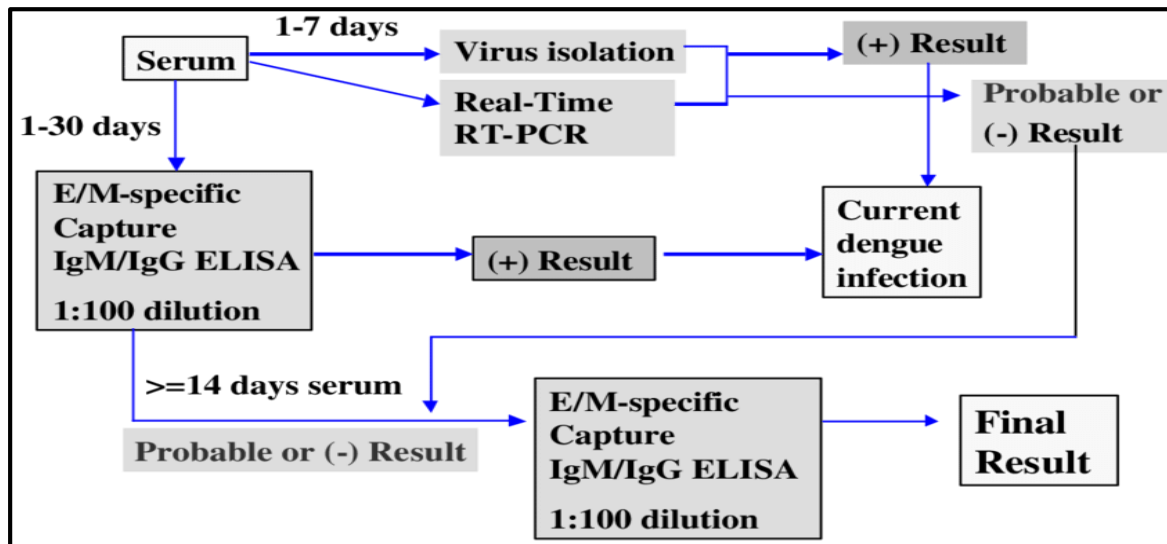 1-7 days
Serum
Virus isolation
(+) Result
Real-Time
RT-PCR
Probable or
(-) Result
1-30 days
E/M-specific
Capture
IgM/IgG ELISA
1:100 dilution
(+) Result
Current
dengue
infection
>=14 days serum
Probable or (-) Result
E/M-specific
Capture
IgM/IgG ELISA
1:100 dilution
Final
Result